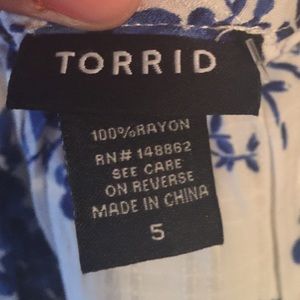 TORRID
100%RAYON
RN# 148862
SEE CARE
ON REVERSE
MADE IN CHINA
5